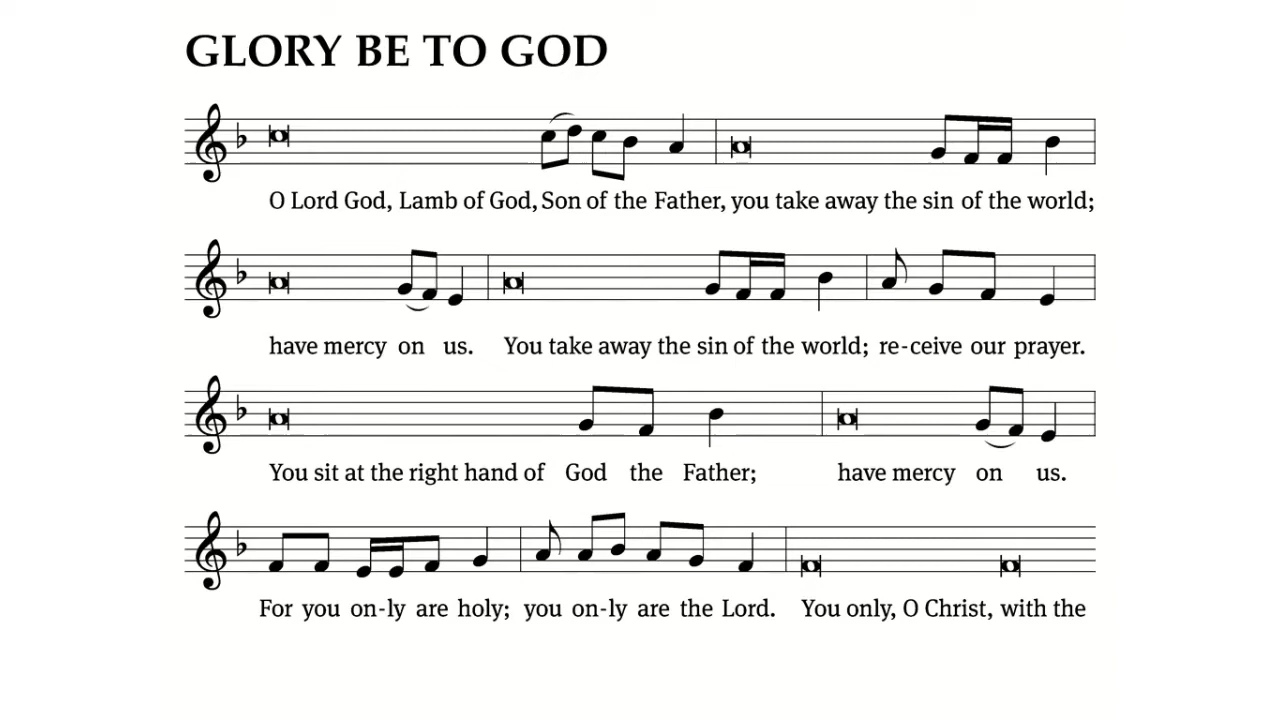 GLORY BE TO GOD
O Lord God, Lamb of God, Son of the Father, you take away the sin of the world;
have mercy on us. You take away the sin of the world; re-ceive our prayer.
You sit at the right hand of God the Father; have mercy on us.
For you on-ly are holy; you on-ly are the Lord. You only, O Christ, with the